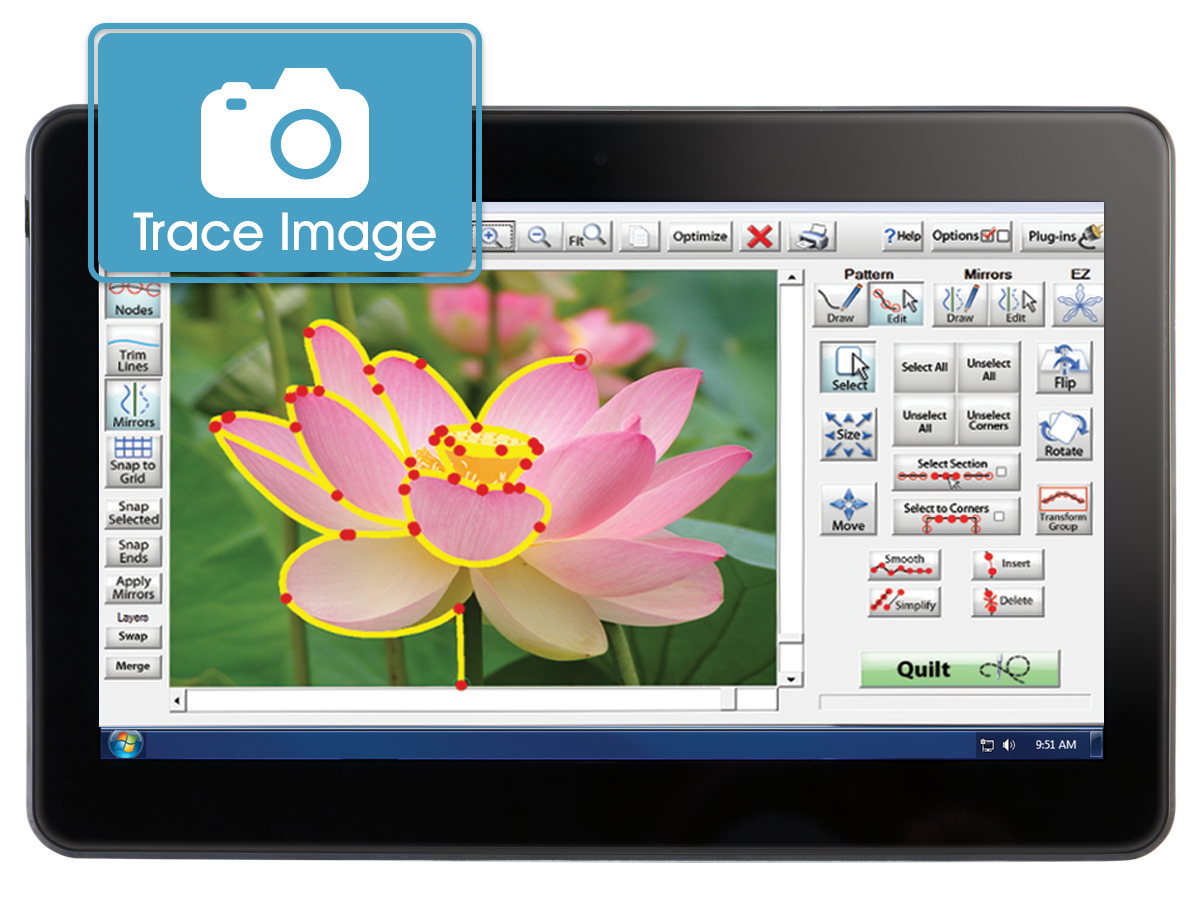 Trace Image
Fit
Optimize
?Help
Options
Plug-ins
Pattern
Mirrors
EZ
Draw
Edit
Draw
Edit
Nodes
Trim
Lines
Mirrors
Snap to
Grid
Snap
Selected
Snap
Ends
Apply
Mirrors
Layers
Swap
Merge
Select
Select All
Unselect
All
Flip
Size
Unselect
All
Unselect
Corners
Rotate
Select Section
Move
Select to Corners
Transform
Group
Smooth
Insert
Simplify
Delete
Quilt
9:51 AM